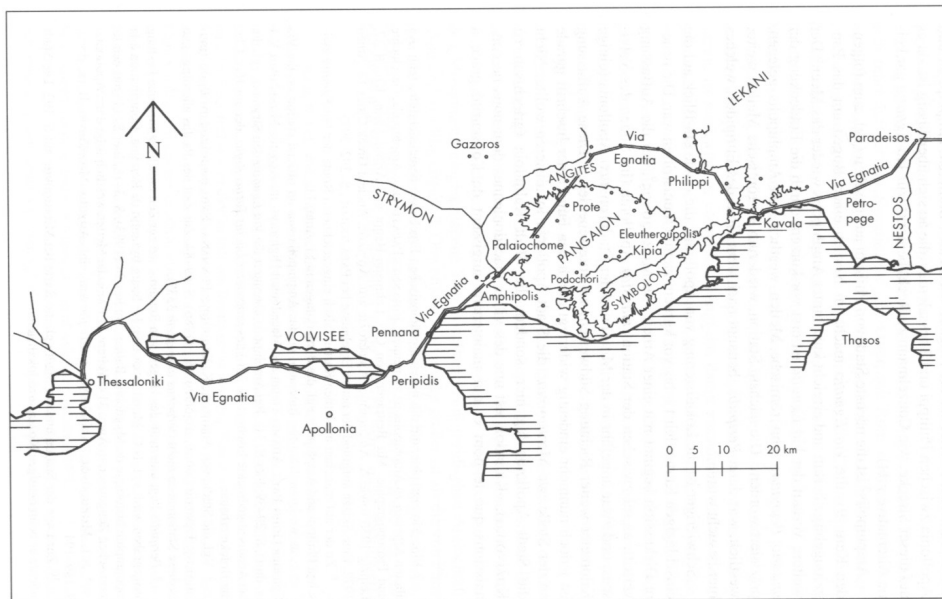 LEKANI
Gazoros
Via
Egnatia
Paradeisos
N
ANGITES
Philippi
Via Egnatia
STRYMON
Prote
Petro-
pege
NESTOS
PANGAION
Eleutheroupolis
Kavala
Palaiochome
Kipia
Podochori
SYMBOLON
Via Egnatia
Amphipolis
Pennana
VOLVISEE
Thasos
Thessaloniki
Peripidis
Via Egnatia
Apollonia
0 5 10 20 km